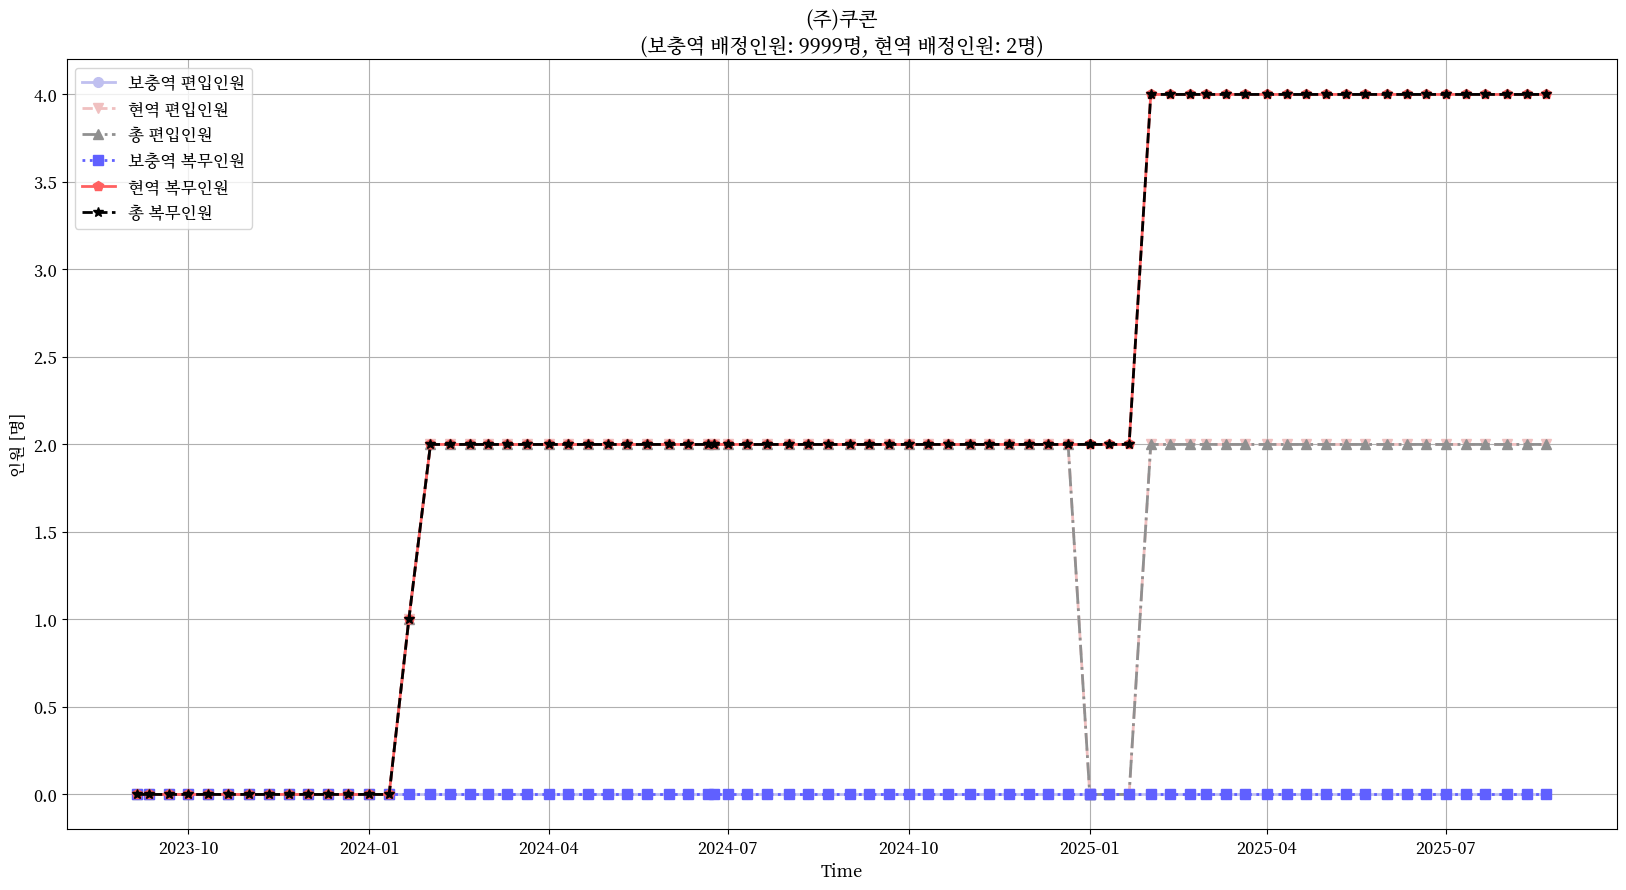 (주)쿠콘
(보충역 배정인원: 9999명, 현역 배정인원: 2명)
보충역 편입인원
현역 편입인원
총 편입인원
보충역 복무인원
현역 복무인원
총 복무인원
4.0
3.5
3.0
2.5
2.0
1.5
1.0
0.5
0.0
인원 [명]
2023-10 2024-01 2024-04 2024-07 2024-10 2025-01 2025-04 2025-07
Time